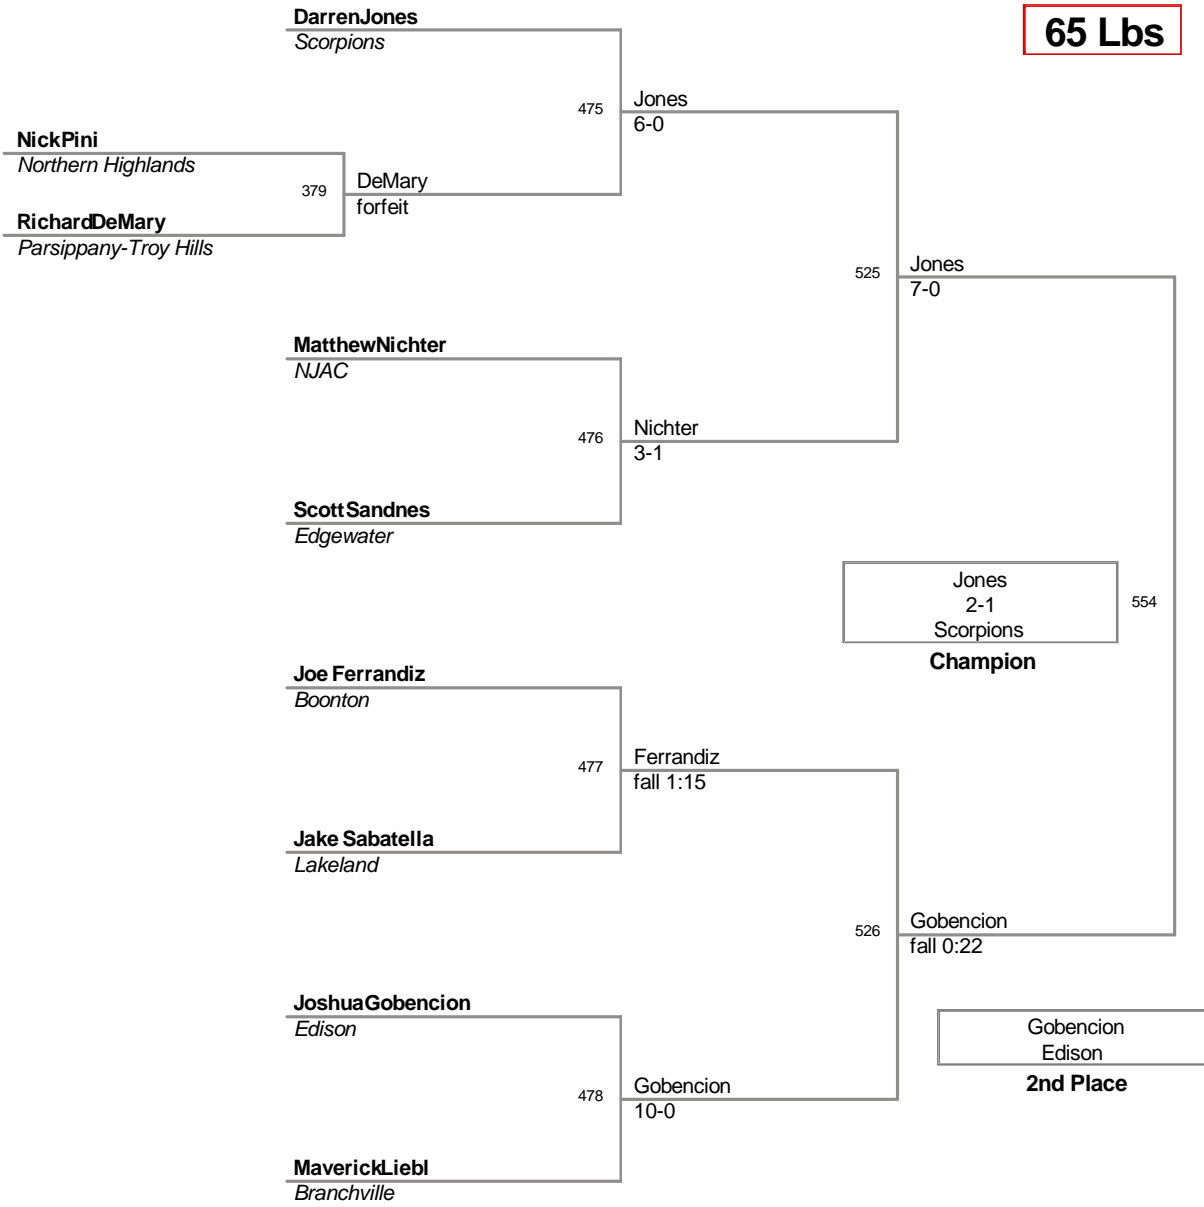 DarrenJones
Scorpions
65 Lbs
475
Jones
6-0
NickPini
Northern Highlands
379
DeMary
forfeit
RichardDeMary
Parsippany-Troy Hills
525
Jones
7-0
MatthewNichter
NJAC
476
Nichter
3-1
ScottSandnes
Edgewater
Jones
2-1
Scorpions
Champion
554
Joe Ferrandiz
Boonton
477
Ferrandiz
fall 1:15
Jake Sabatella
Lakeland
526
Gobencion
fall 0:22
JoshuaGobencion
Edison
Gobencion
Edison
2nd Place
478
Gobencion
10-0
MaverickLiebl
Branchville